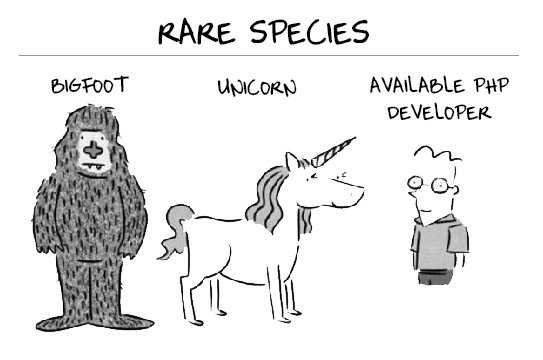 RARE SPECIES
BIGFOOT
UNICORN
AVAILABLE PHP
DEVELOPER